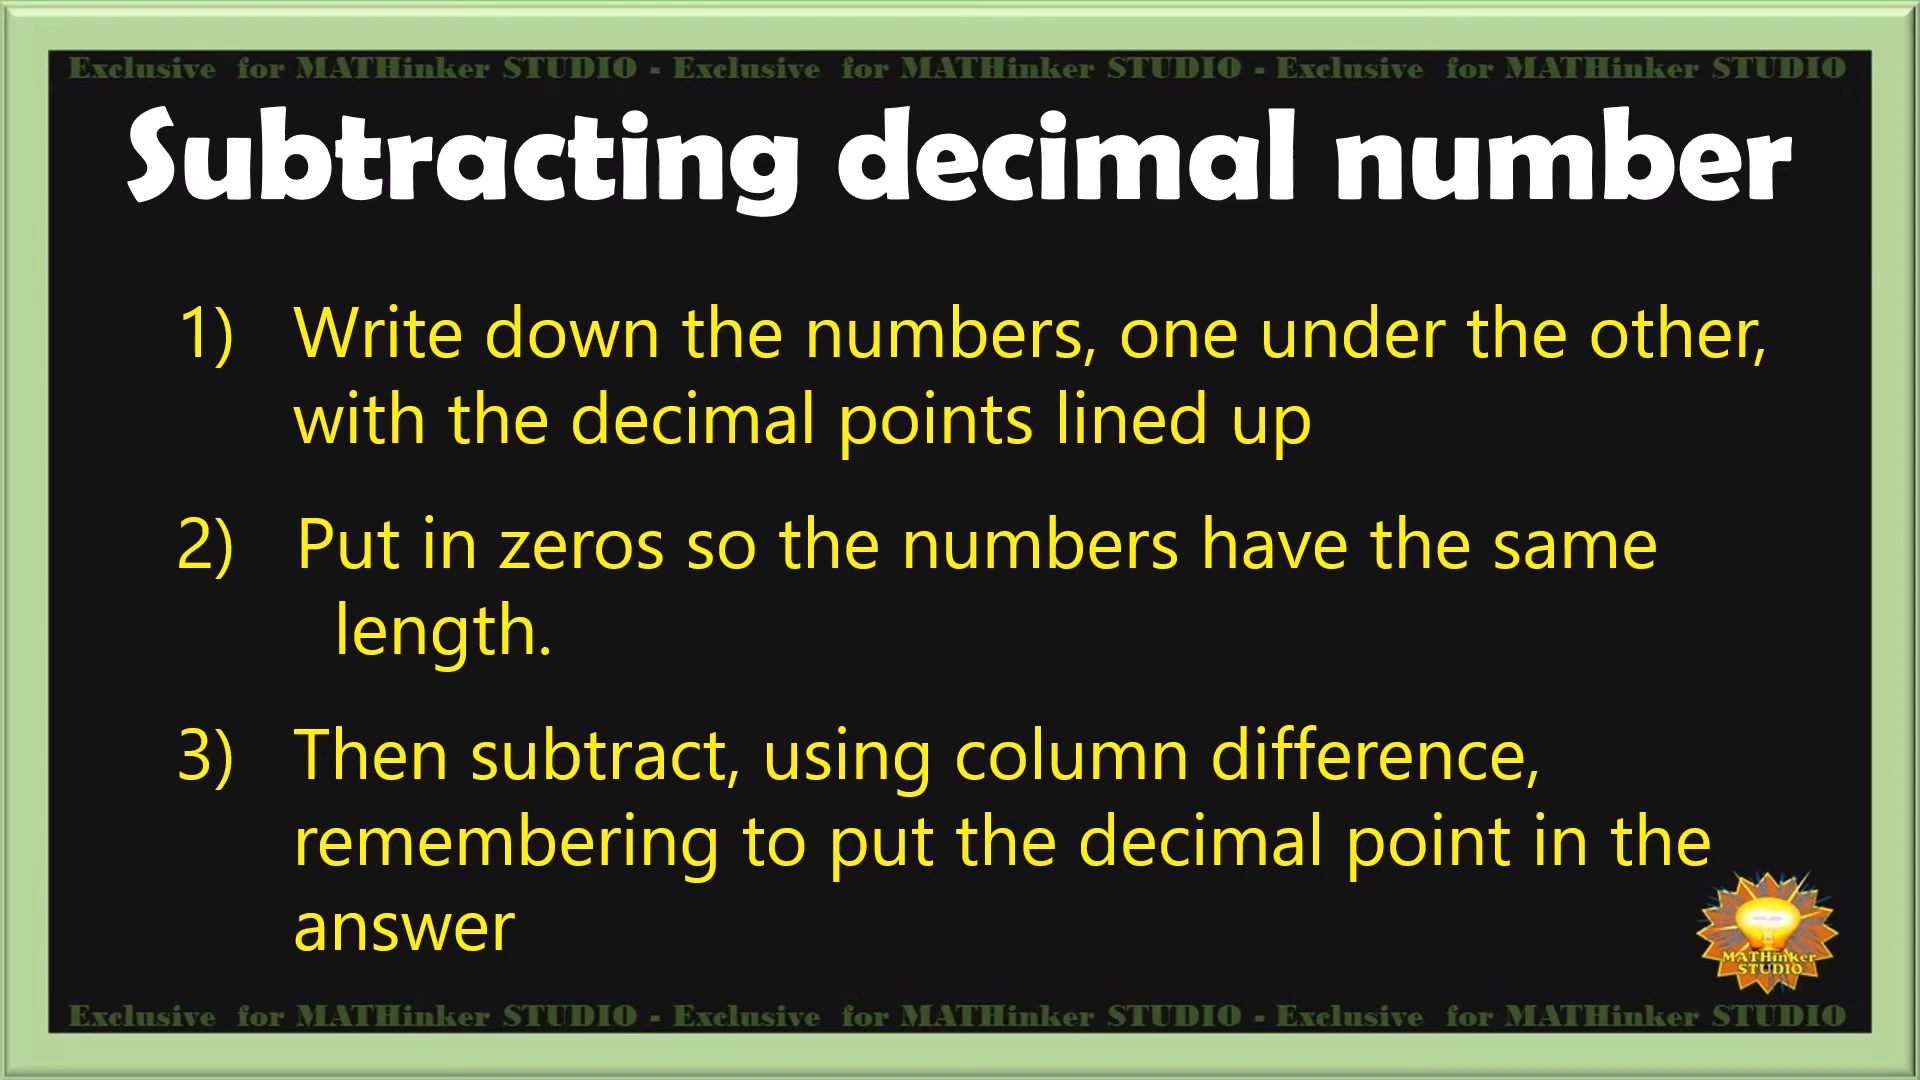 Exclusive for MATHinker STUDIO - Exclusive for MATHinker STUDIO - Exclusive for MATHinker STUDIO
Subtracting decimal number
1) Write down the numbers, one under the other,
with the decimal points lined up
2) Put in zeros so the numbers have the same
length.
3) Then subtract, using column difference,
remembering to put the decimal point in the
answer
MATHinker
STUDIO
Exclusive for MATHinker STUDIO - Exclusive for MATHinker STUDIO - Exclusive for MATHinker STUDIO